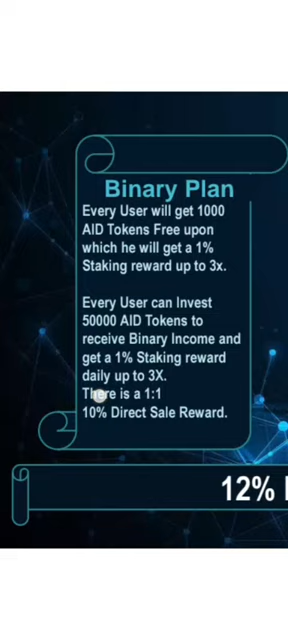 Binary Plan
Every User will get 1000
AID Tokens Free upon
which he will get a 1%
Staking reward up to 3x.
Every User can Invest
50000 AID Tokens to
receive Binary Income and
get a 1% Staking reward
daily up to 3X.
There is a 1:1
10% Direct Sale Reward.
12%